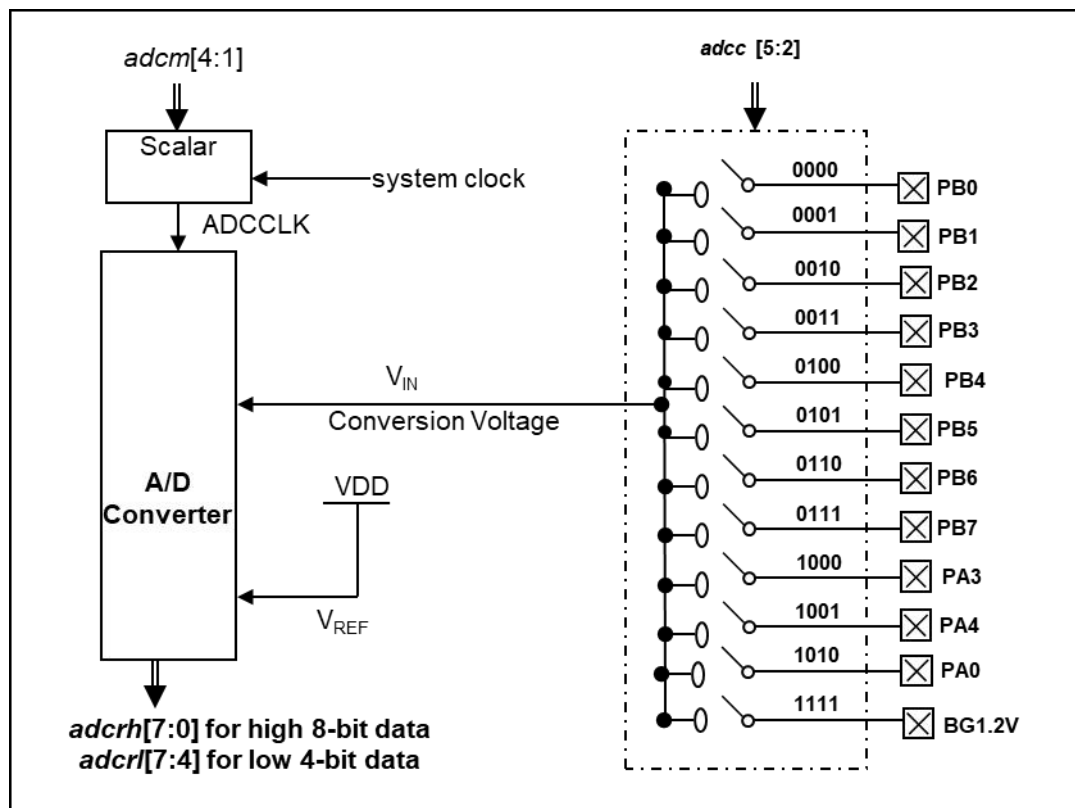 adcm[4:1]
adcc [5:2]
Scalar
system clock
ADCCLK
0000
PB0
0001
PB1
0010
PB2
0011
PB3
0100
PB4
VIN
Conversion Voltage
0101
PB5
0110
PB6
A/D
Converter
VDD
0111
PB7
1000
PA3
VREF
1001
PA4
1010
PA0
1111
BG1.2V
adcrh[7:0] for high 8-bit data
adcrl[7:4] for low 4-bit data